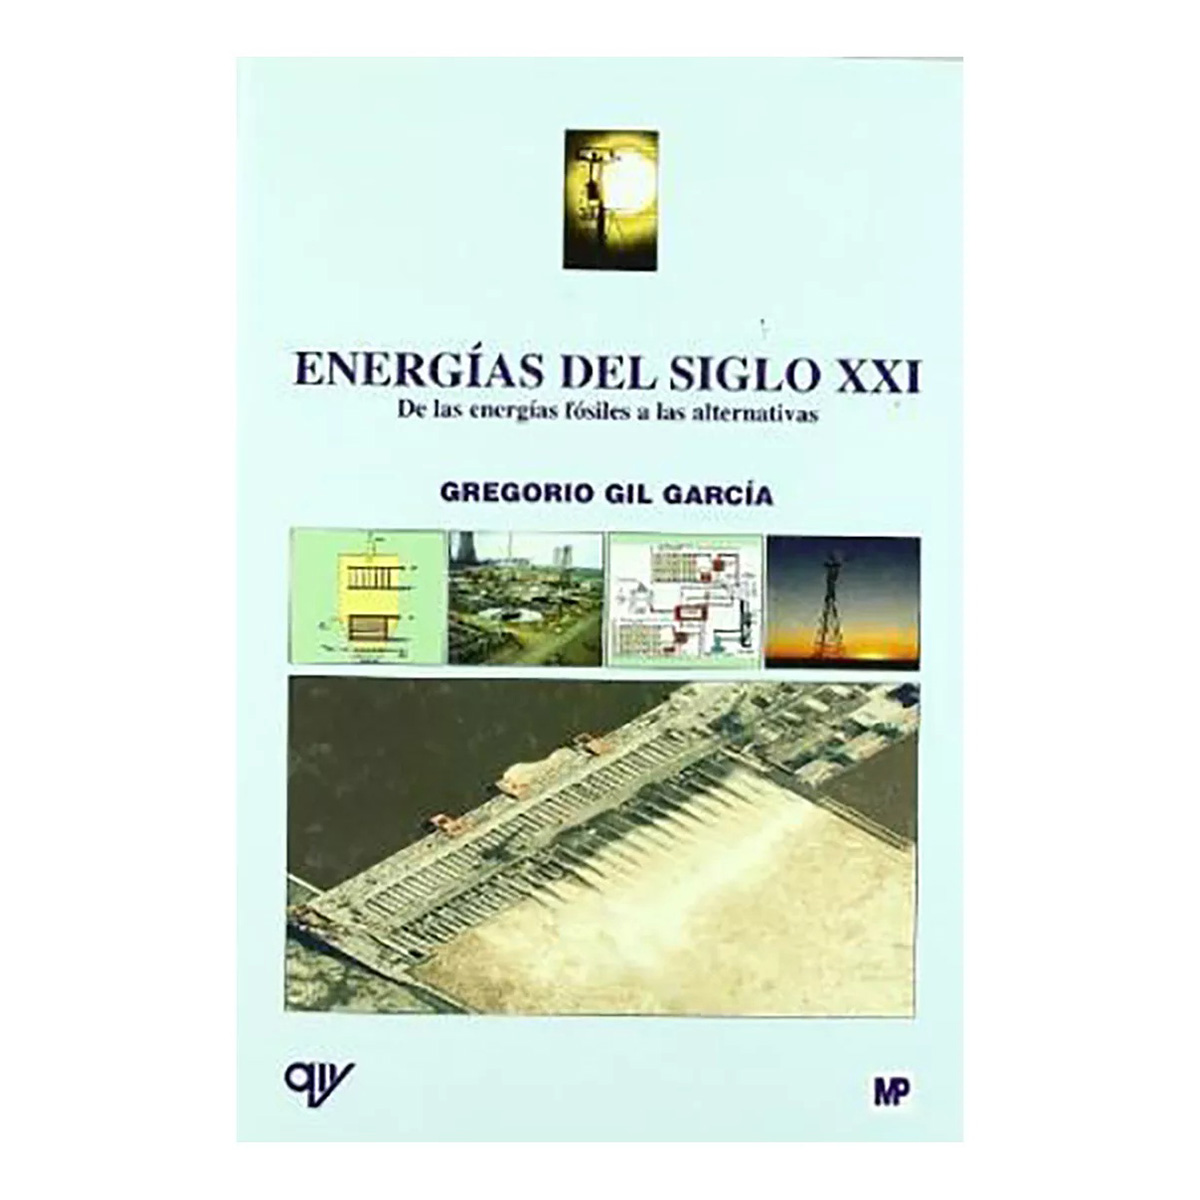 ENERGÍAS DEL SIGLO XXI
De las energías fósiles a las alternativas
GREGORIO GIL GARCÍA
MP